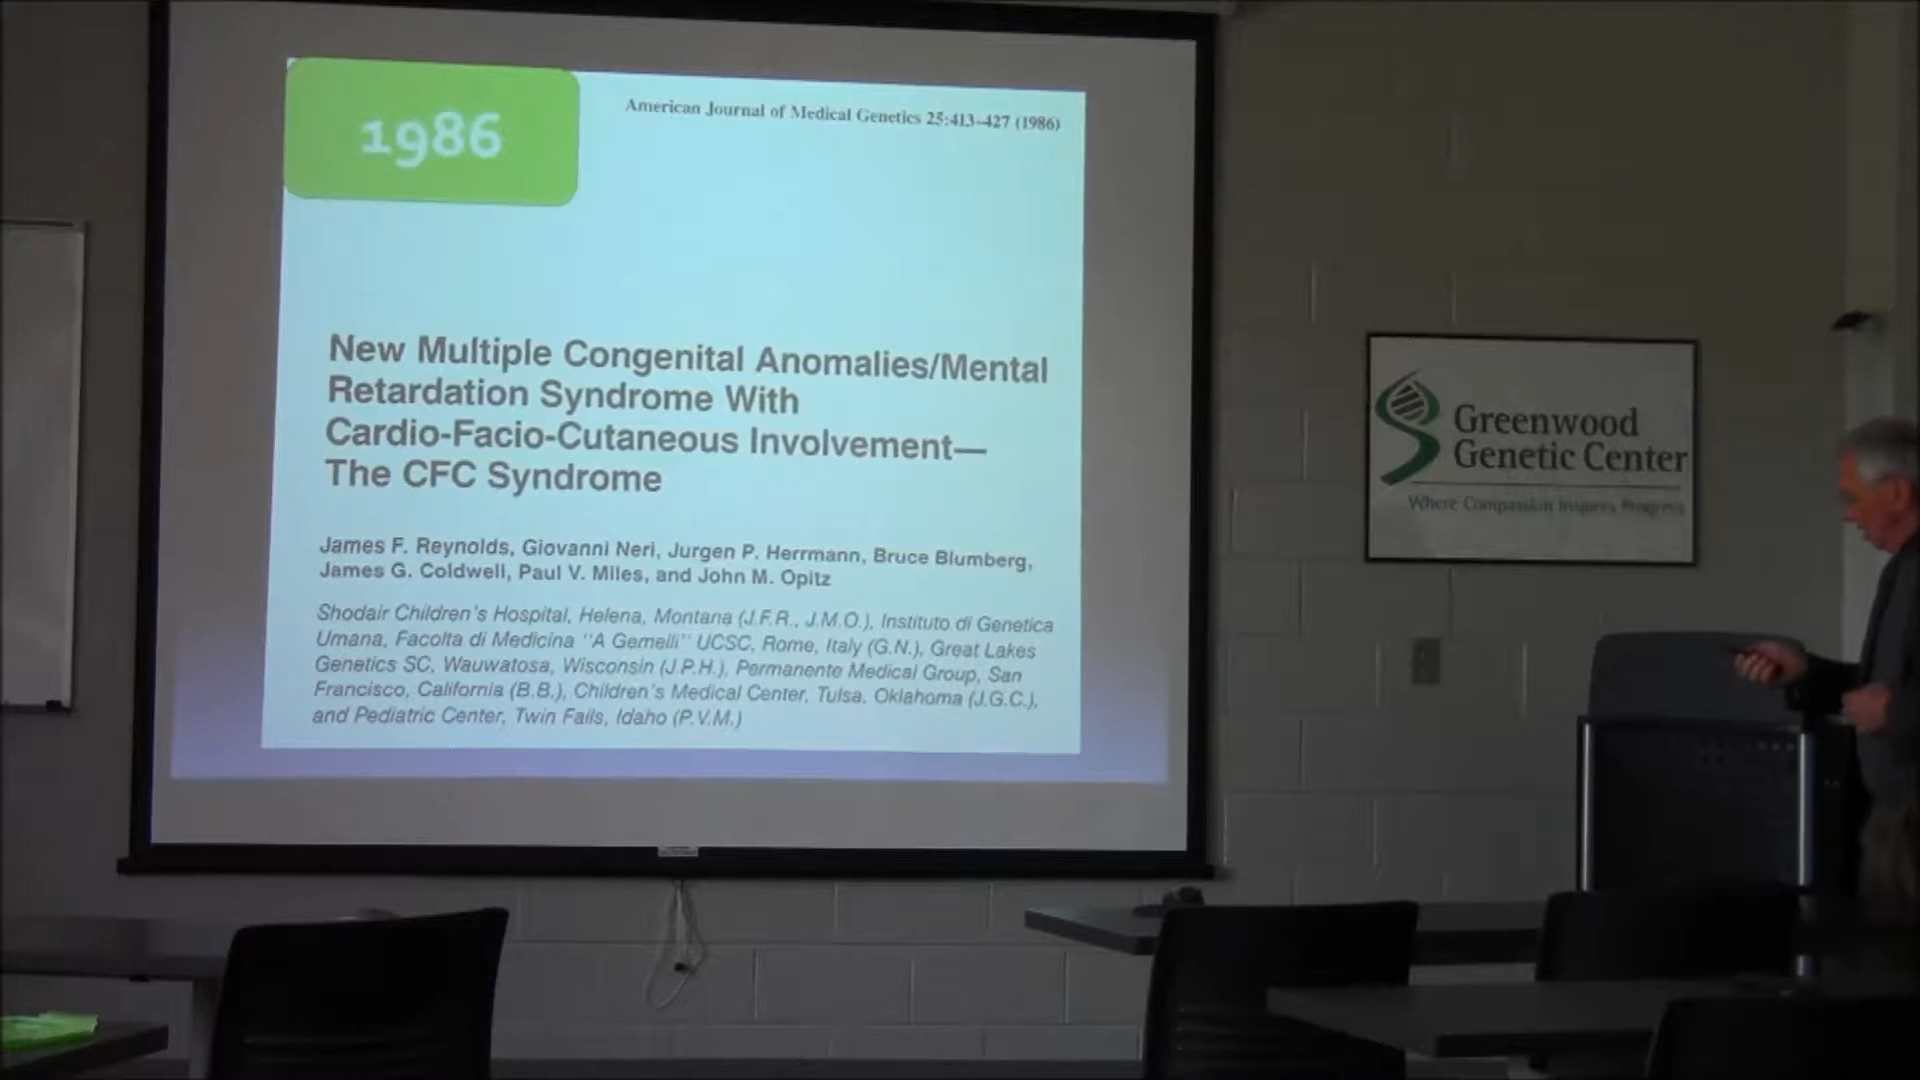 1986
American Journal of Medical Genetics 25:413–427 (1986)
New Multiple Congenital Anomalies/Mental
Retardation Syndrome With
Cardio-Facio-Cutaneous Involvement—
The CFC Syndrome
James F. Reynolds, Giovanni Neri, Jurgen P. Herrmann, Bruce Blumberg,
James G. Coldwell, Paul V. Miles, and John M. Opitz
Shodair Children's Hospital, Helena, Montana (J.F.R., J.M.O.), Instituto di Genetica
Umana, Facolta di Medicina "A Gemelli" UCSC, Rome, Italy (G.N.), Great Lakes
Genetics SC, Wauwatosa, Wisconsin (J.P.H.), Permanente Medical Group, San
Francisco, California (B.B.), Children's Medical Center, Tulsa, Oklahoma (J.G.C.),
and Pediatric Center, Twin Falls, Idaho (P.V.M.)
Greenwood
Genetic Center
Where Compassion Inspires Progress